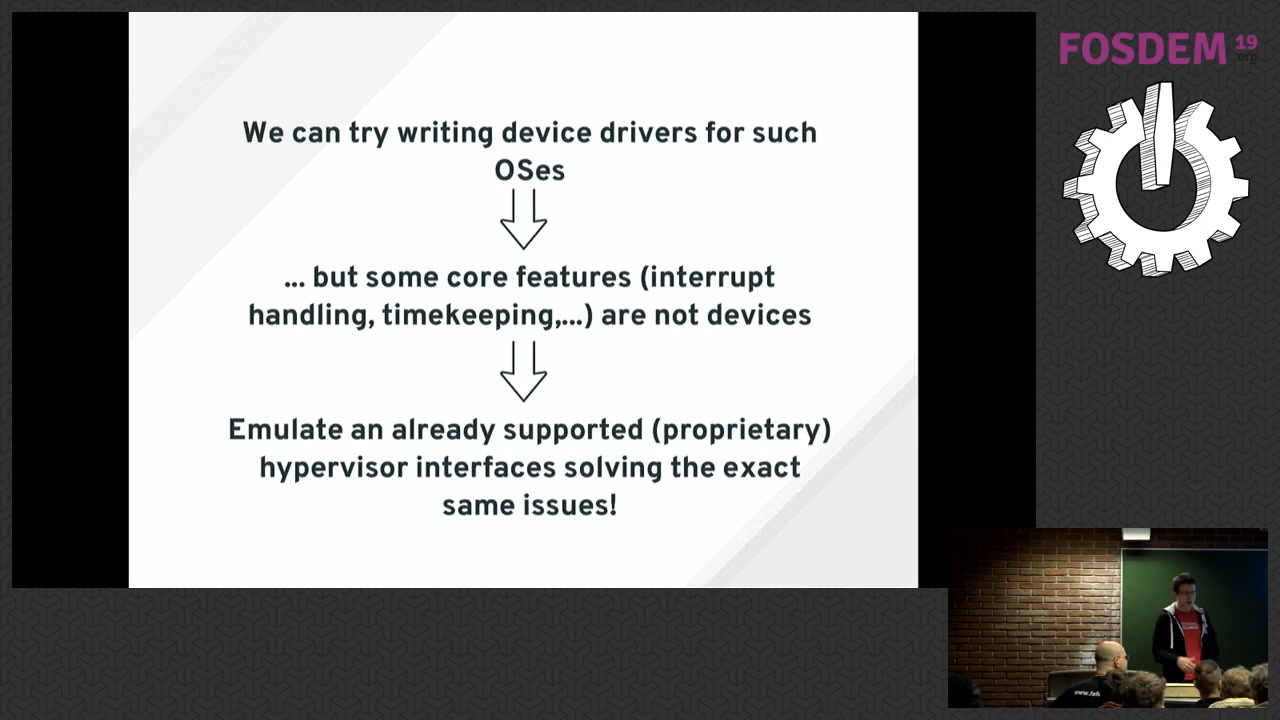 We can try writing device drivers for such
OSes
... but some core features (interrupt
handling, timekeeping,...) are not devices
Emulate an already supported (proprietary)
hypervisor interfaces solving the exact
same issues!
FOSDEM 19
.org